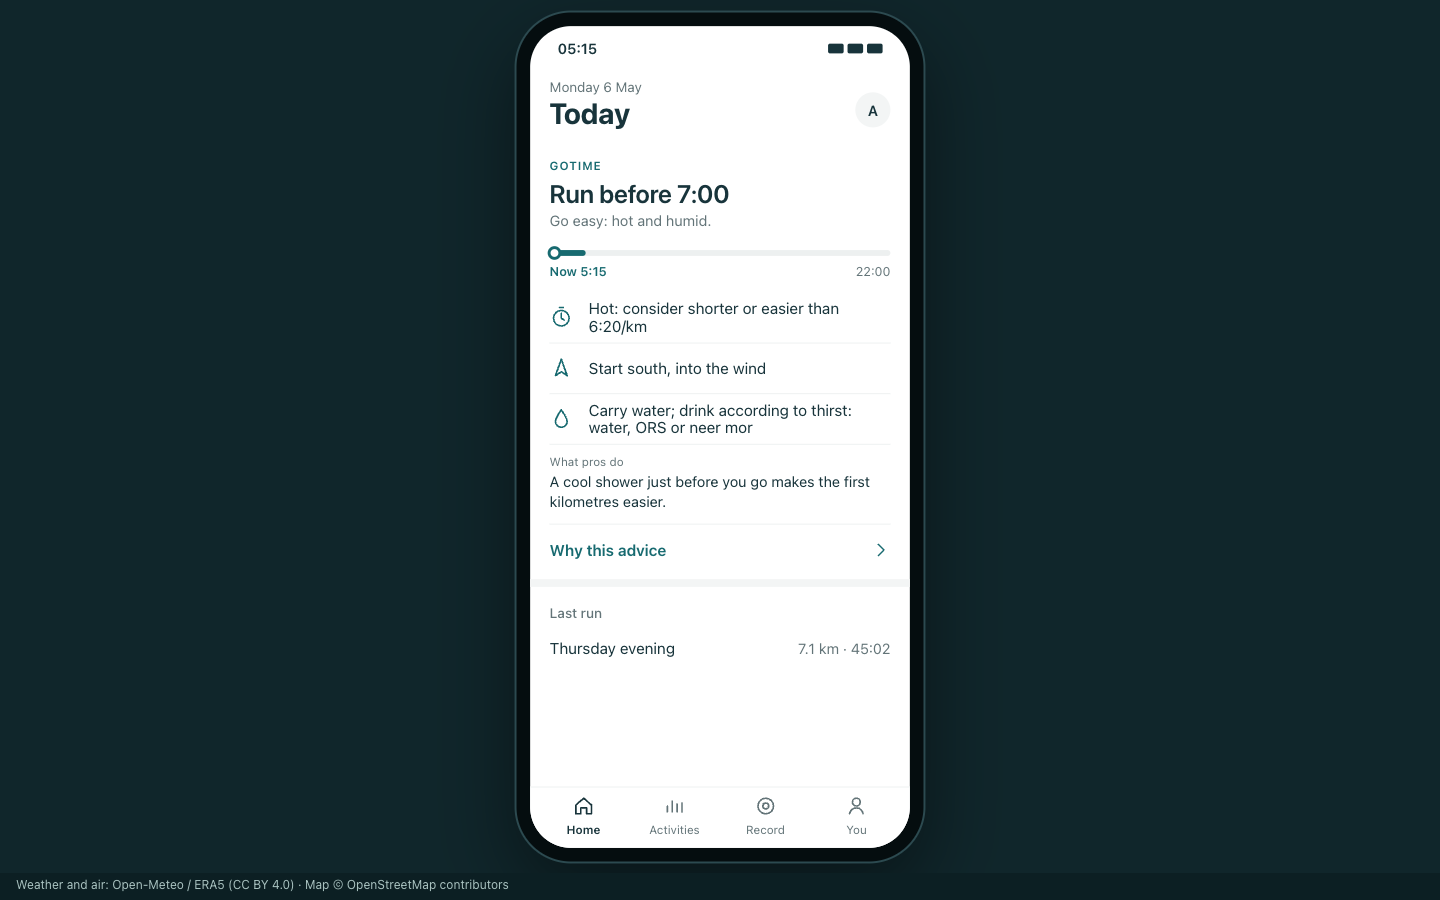 05:15
Monday 6 May
Today
A
GOTIME
Run before 7:00
Go easy: hot and humid.
Now 5:15
22:00
Hot: consider shorter or easier than
6:20/km
Start south, into the wind
Carry water; drink according to thirst:
water, ORS or neer mor
What pros do
A cool shower just before you go makes the first
kilometres easier.
Why this advice
Last run
Thursday evening
7.1 km · 45:02
Home
Activities
Record
You
Weather and air: Open-Meteo / ERA5 (CC BY 4.0) · Map © OpenStreetMap contributors